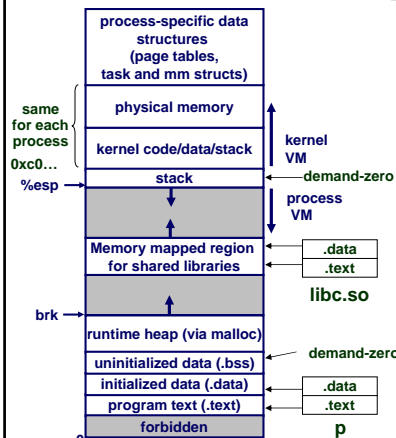 process-specific data
structures
(page tables,
task and mm structs)
same
for each
process
physical memory
kernel code/data/stack
kernel
VM
0xc0…
%esp
stack
demand-zero
process
VM
Memory mapped region
for shared libraries
.data
.text
libc.so
brk
runtime heap (via malloc)
uninitialized data (.bss)
demand-zero
initialized data (.data)
program text (.text)
.data
.text
forbidden
p
0